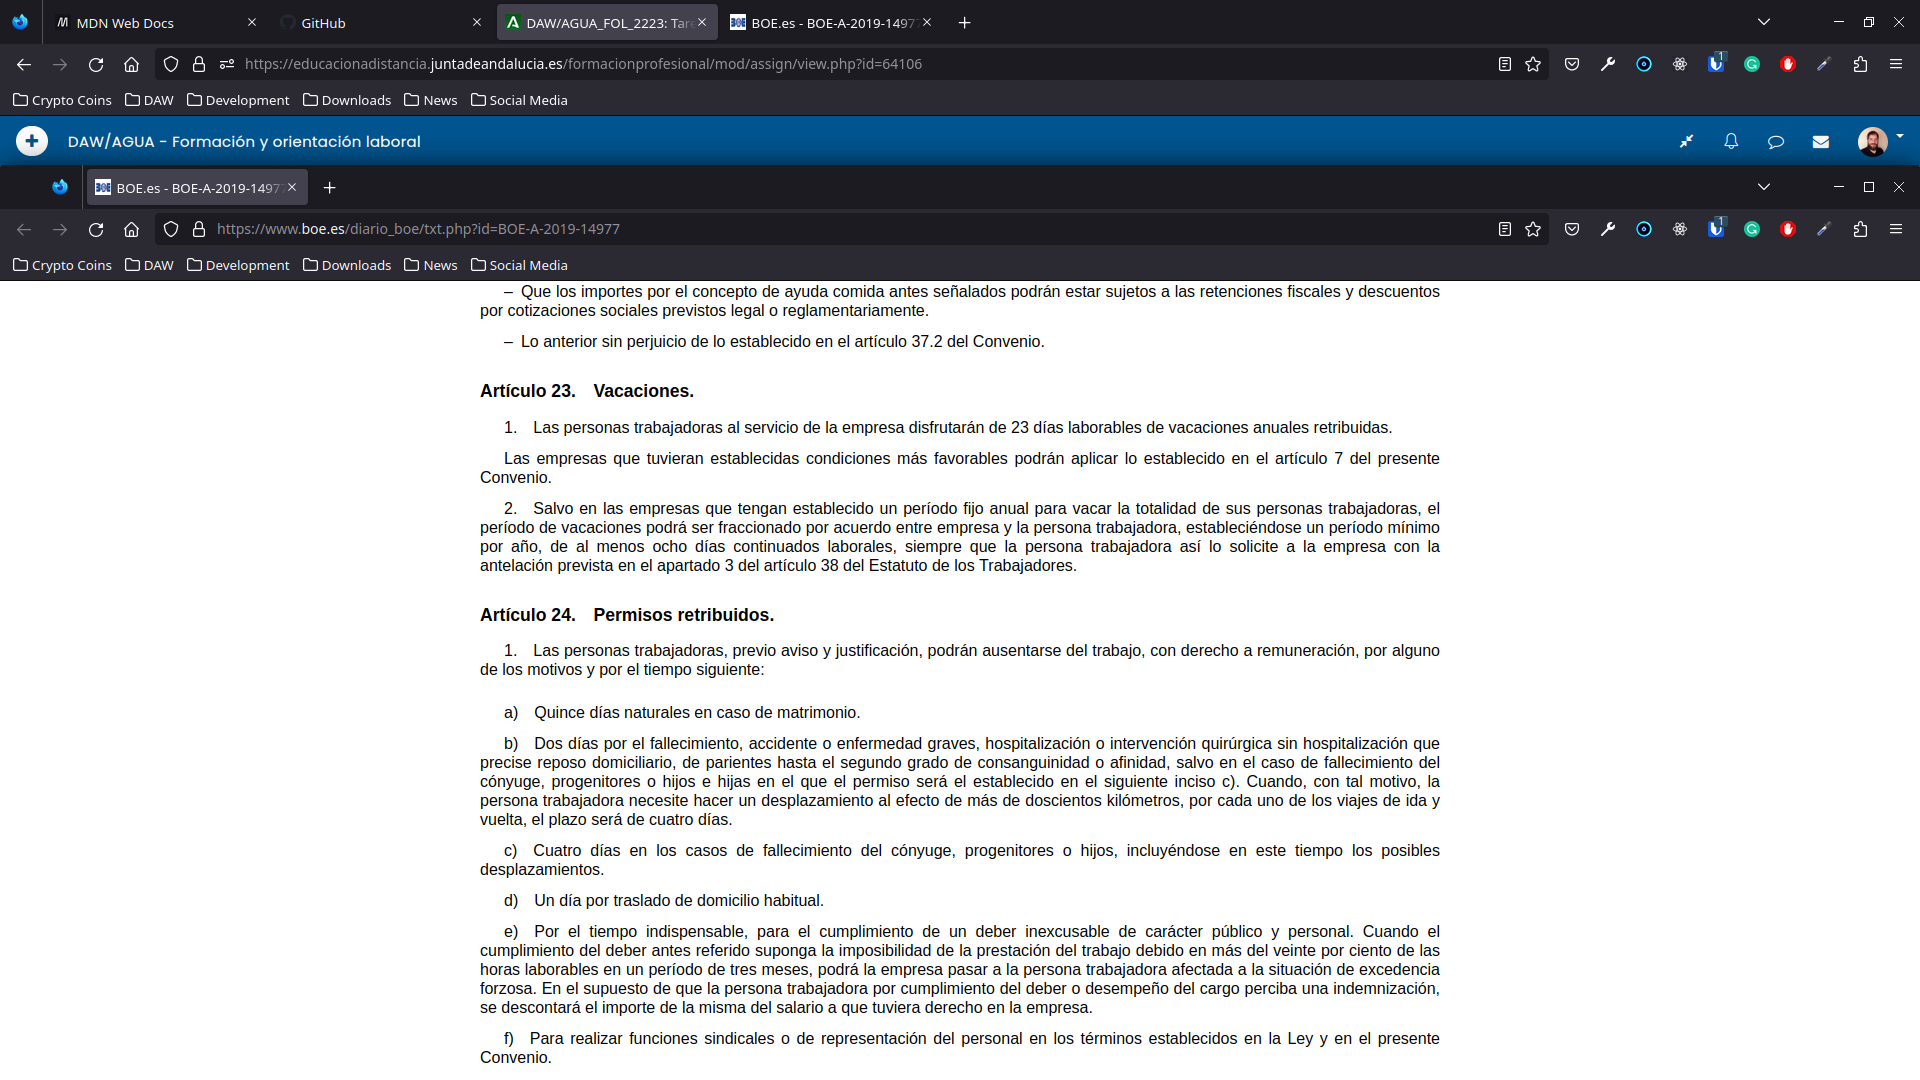 MDN Web Docs
GitHub
DAW/AGUA_FOL_2223: Tar
BOE.es - BOE-A-2019-1497
https://educacionadistancia.juntadeandalucia.es/formacionprofesional/mod/assign/view.php?id=64106
1
Crypto Coins DAW Development Downloads News Social Media
DAW/AGUA - Formación y orientación laboral
BOE.es - BOE-A-2019-1497
https://www.boe.es/diario_boe/txt.php?id=BOE-A-2019-14977
1
Crypto Coins DAW Development Downloads News Social Media
– Que los importes por el concepto de ayuda comida antes señalados podrán estar sujetos a las retenciones fiscales y descuentos
por cotizaciones sociales previstos legal o reglamentariamente.
– Lo anterior sin perjuicio de lo establecido en el artículo 37.2 del Convenio.
Artículo 23. Vacaciones.
1. Las personas trabajadoras al servicio de la empresa disfrutarán de 23 días laborables de vacaciones anuales retribuidas.
Las empresas que tuvieran establecidas condiciones más favorables podrán aplicar lo establecido en el artículo 7 del presente
Convenio.
2. Salvo en las empresas que tengan establecido un período fijo anual para vacar la totalidad de sus personas trabajadoras, el
período de vacaciones podrá ser fraccionado por acuerdo entre empresa y la persona trabajadora, estableciéndose un período mínimo
por año, de al menos ocho días continuados laborales, siempre que la persona trabajadora así lo solicite a la empresa con la
antelación prevista en el apartado 3 del artículo 38 del Estatuto de los Trabajadores.
Artículo 24. Permisos retribuidos.
1. Las personas trabajadoras, previo aviso y justificación, podrán ausentarse del trabajo, con derecho a remuneración, por alguno
de los motivos y por el tiempo siguiente:
a) Quince días naturales en caso de matrimonio.
b) Dos días por el fallecimiento, accidente o enfermedad graves, hospitalización o intervención quirúrgica sin hospitalización que
precise reposo domiciliario, de parientes hasta el segundo grado de consanguinidad o afinidad, salvo en el caso de fallecimiento del
cónyuge, progenitores o hijos e hijas en el que el permiso será el establecido en el siguiente inciso c). Cuando, con tal motivo, la
persona trabajadora necesite hacer un desplazamiento al efecto de más de doscientos kilómetros, por cada uno de los viajes de ida y
vuelta, el plazo será de cuatro días.
c) Cuatro días en los casos de fallecimiento del cónyuge, progenitores o hijos, incluyéndose en este tiempo los posibles
desplazamientos.
d) Un día por traslado de domicilio habitual.
e) Por el tiempo indispensable, para el cumplimiento de un deber inexcusable de carácter público y personal. Cuando el
cumplimiento del deber antes referido suponga la imposibilidad de la prestación del trabajo debido en más del veinte por ciento de las
horas laborables en un período de tres meses, podrá la empresa pasar a la persona trabajadora afectada a la situación de excedencia
forzosa. En el supuesto de que la persona trabajadora por cumplimiento del deber o desempeño del cargo perciba una indemnización,
se descontará el importe de la misma del salario a que tuviera derecho en la empresa.
f) Para realizar funciones sindicales o de representación del personal en los términos establecidos en la Ley y en el presente
Convenio.